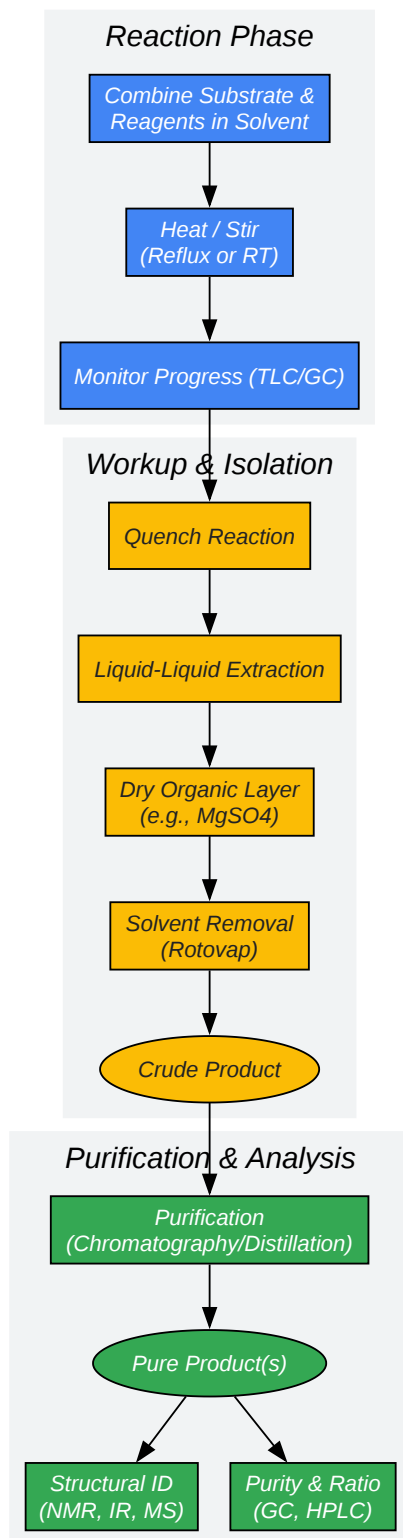 Reaction Phase
Combine Substrate &
Reagents in Solvent
Heat / Stir
(Reflux or RT)
Monitor Progress (TLC/GC)
Workup & Isolation
Quench Reaction
Liquid-Liquid Extraction
Dry Organic Layer
(e.g., MgSO4)
Solvent Removal
(Rotovap)
Crude Product
Purification & Analysis
Purification
(Chromatography/Distillation)
Pure Product(s)
Structural ID
(NMR, IR, MS)
Purity & Ratio
(GC, HPLC)